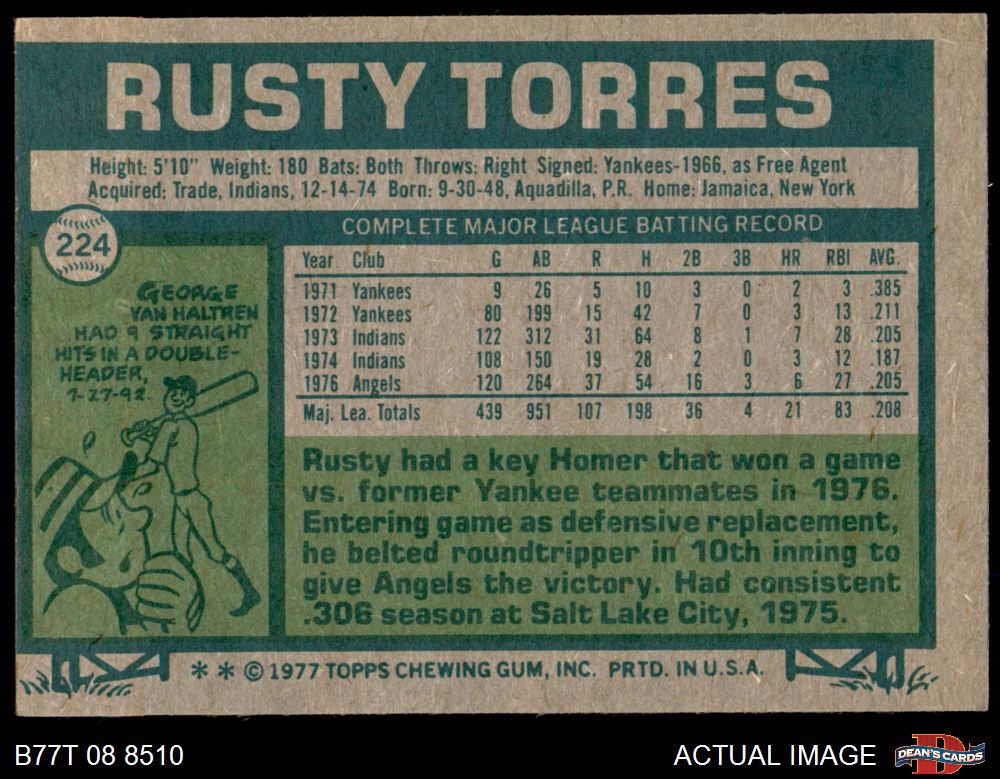 RUSTY TORRES
Height: 5'10" Weight: 180 Bats: Both Throws: Right Signed: Yankees-1966, as Free Agent
Acquired: Trade, Indians, 12-14-74 Born: 9-30-48, Aquadilla, P.R. Home: Jamaica, New York
224
COMPLETE MAJOR LEAGUE BATTING RECORD
Year Club G AB R H 2B 3B HR RBI AVG.
1971 Yankees 9 26 5 10 3 0 2 3 .385
1972 Yankees 80 199 15 42 7 0 3 13 .211
1973 Indians 122 312 31 64 8 1 7 28 .205
1974 Indians 108 150 19 28 2 0 3 12 .187
1976 Angels 120 264 37 54 16 3 6 27 .205
Maj. Lea. Totals 439 951 107 198 36 4 21 83 .208
GEORGE
VAN HALTREN
HAD 9 STRAIGHT
HITS IN A DOUBLE-
HEADER,
7-27-92.
Rusty had a key Homer that won a game
vs. former Yankee teammates in 1976.
Entering game as defensive replacement,
he belted roundtripper in 10th inning to
give Angels the victory. Had consistent
.306 season at Salt Lake City, 1975.
* * © 1977 TOPPS CHEWING GUM, INC. PRTD. IN U.S.A.
B77T 08 8510
ACTUAL IMAGE
DEAN'S CARDS